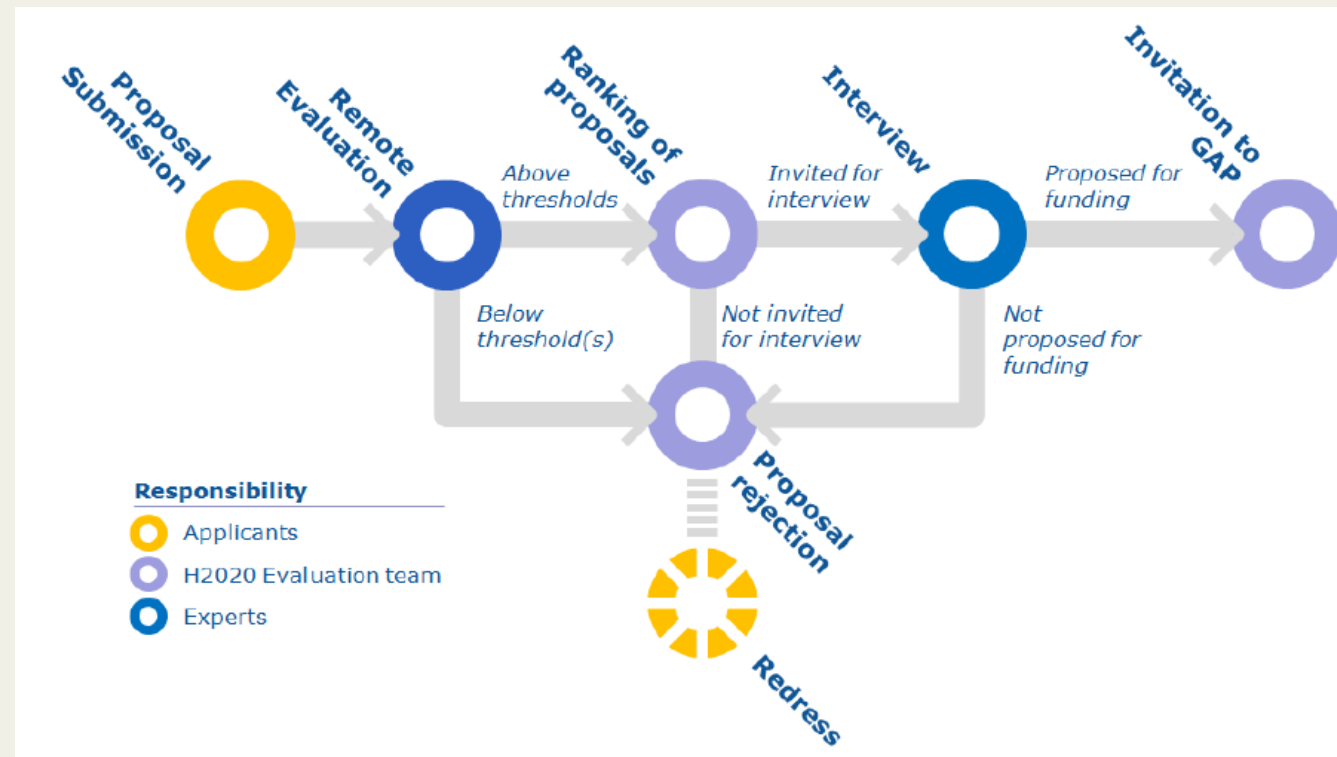 Proposal
Submission
Remote
Evaluation
Ranking of
proposals
Interview
Invitation to
GAP
Above
thresholds
Invited for
interview
Proposed for
funding
Below
threshold(s)
Not invited
for interview
Not
proposed for
funding
Proposal
rejection
Responsibility
Applicants
H2020 Evaluation team
Experts
Redress